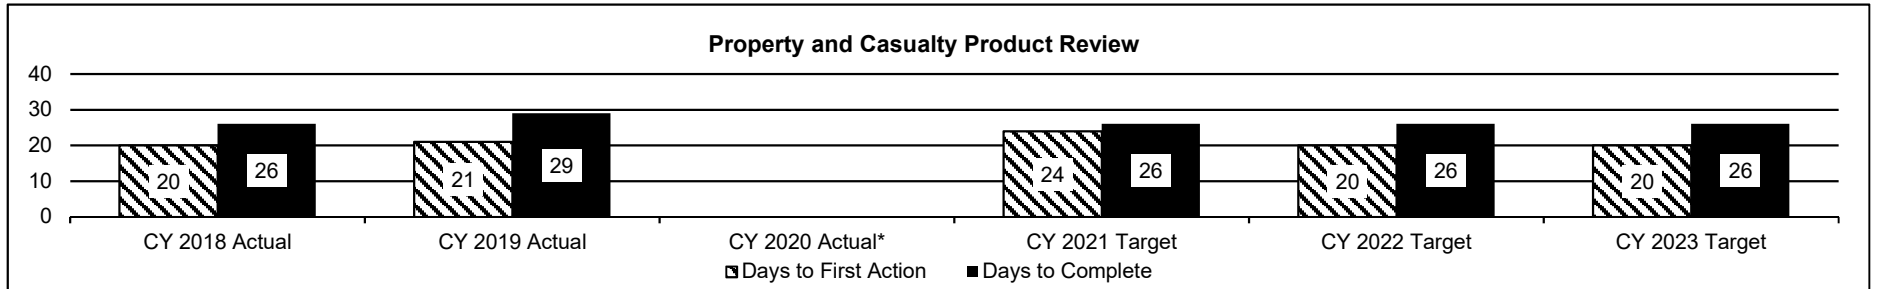 Property and Casualty Product Review
40
30
20
10
0
20 26 21 29 24 26 20 26 20 26
CY 2018 Actual CY 2019 Actual CY 2020 Actual* CY 2021 Target CY 2022 Target CY 2023 Target
Days to First Action Days to Complete